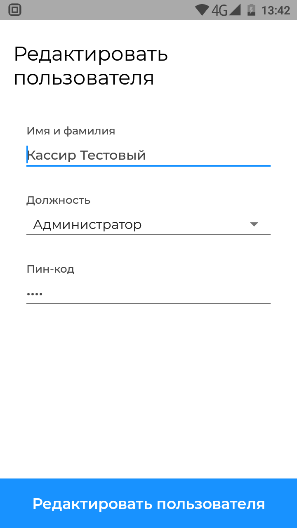 4G 13:42
Редактировать
пользователя
Имя и фамилия
Кассир Тестовый
Должность
Администратор
Пин-код
····
Редактировать пользователя